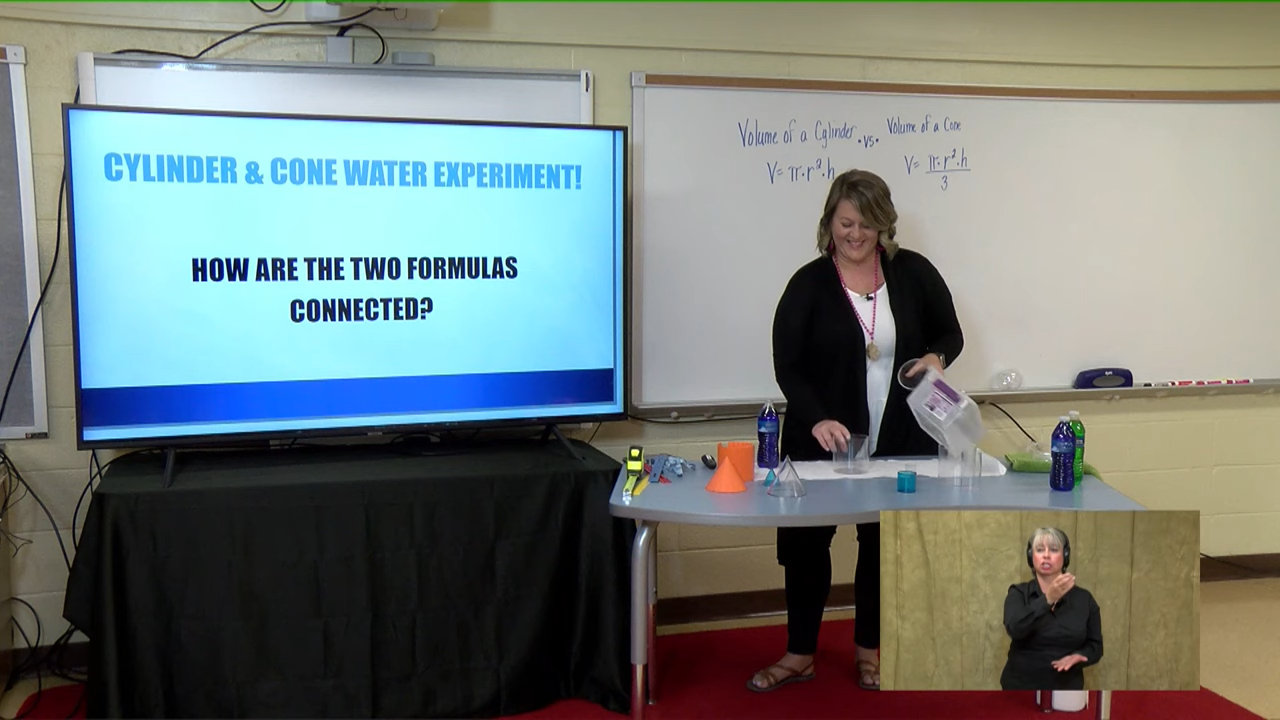 CYLINDER & CONE WATER EXPERIMENT!
HOW ARE THE TWO FORMULAS
CONNECTED?
Volume of a Cylinder .vs. Volume of a Cone
V= π·r²·h
V= π·r²·h
3